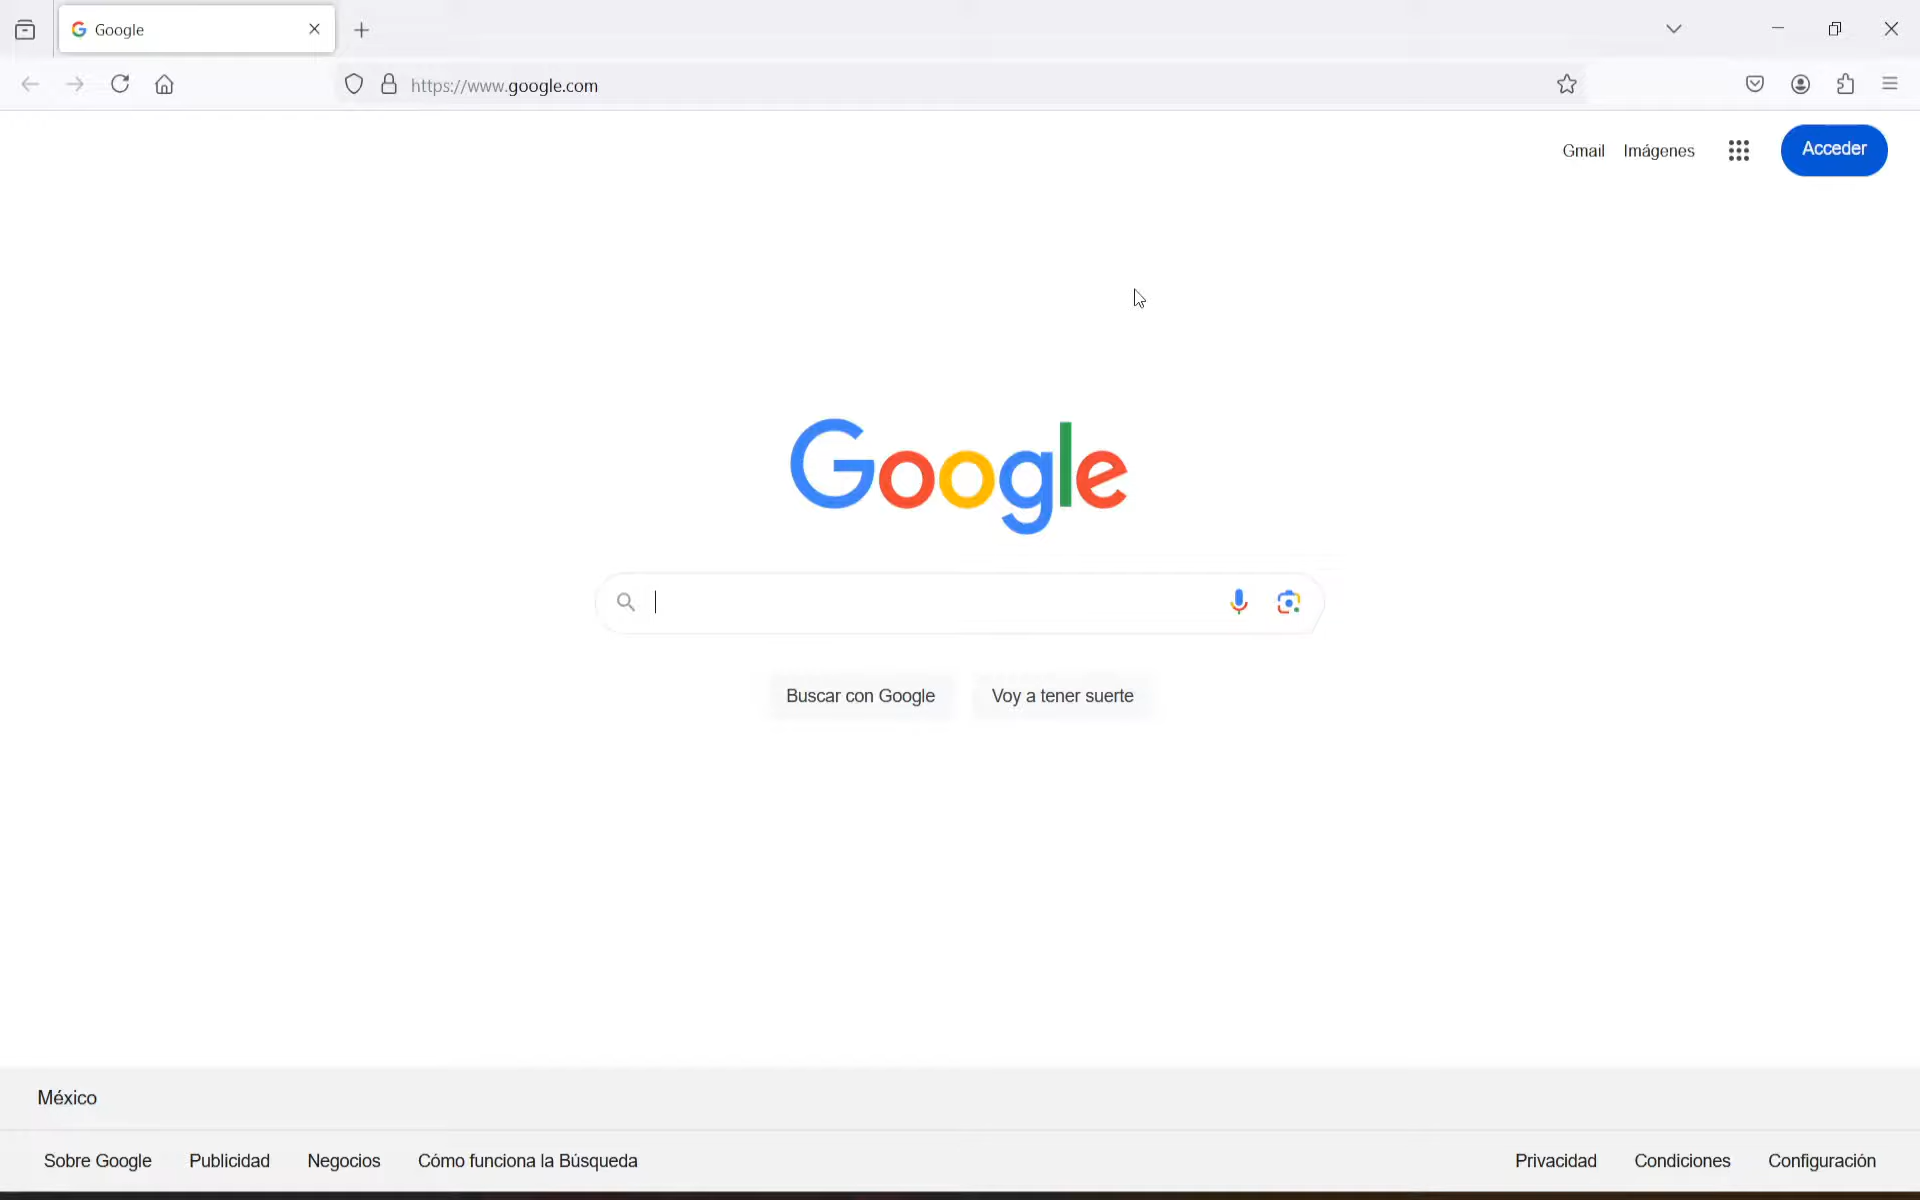 Google
https://www.google.com
Gmail Imágenes Acceder
Google
Buscar con Google Voy a tener suerte
México
Sobre Google Publicidad Negocios Cómo funciona la Búsqueda Privacidad Condiciones Configuración